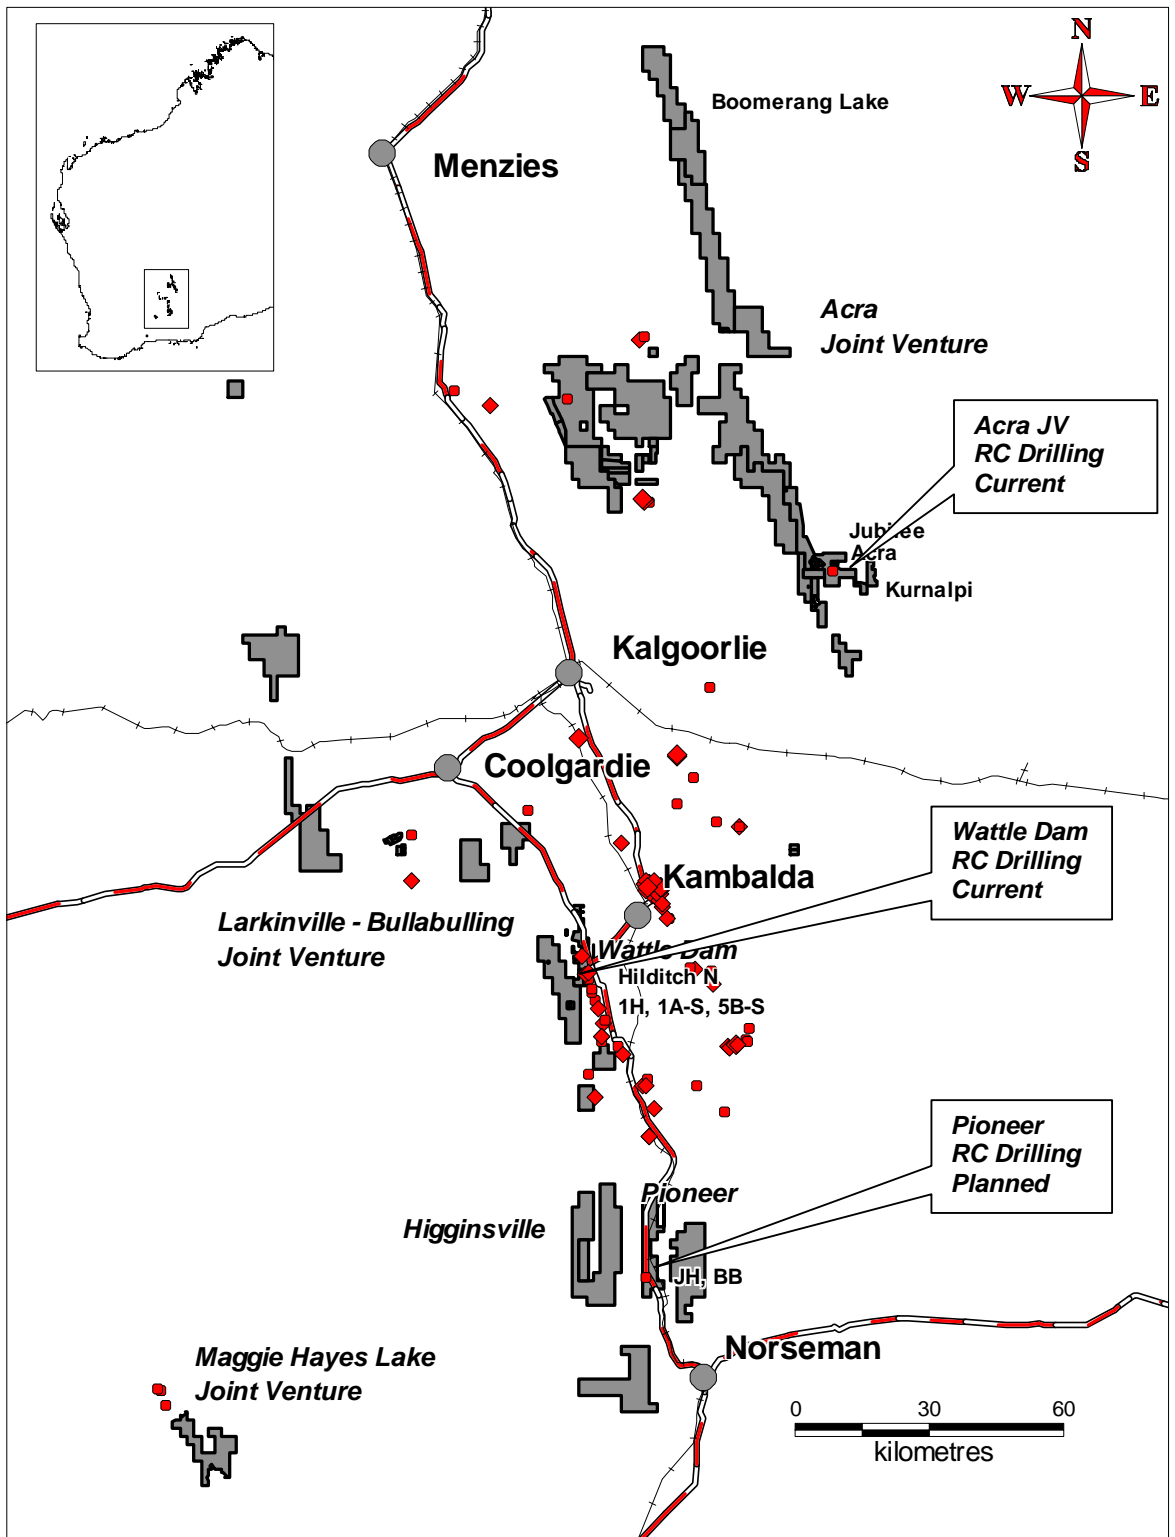 N
W E
S
Boomerang Lake
Menzies
Acra
Joint Venture
Acra JV
RC Drilling
Current
Jubilee
Acra
Kurnalpi
Kalgoorlie
Coolgardie
Wattle Dam
RC Drilling
Current
Kambalda
Larkinville - Bullabulling
Joint Venture
Wattle Dam
Hilditch N
1H, 1A-S, 5B-S
Pioneer
RC Drilling
Planned
Pioneer
Higginsville
JH, BB
Norseman
Maggie Hayes Lake
Joint Venture
0 30 60
kilometres